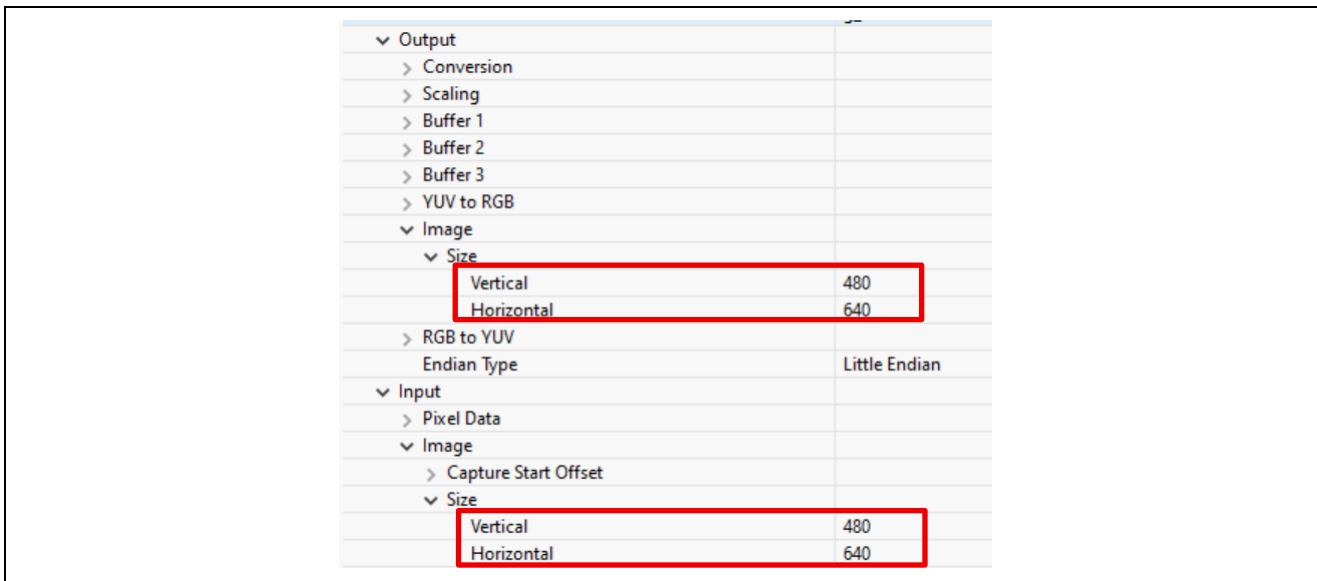 Output
Conversion
Scaling
Buffer 1
Buffer 2
Buffer 3
YUV to RGB
Image
Size
Vertical 480
Horizontal 640
RGB to YUV
Endian Type Little Endian
Input
Pixel Data
Image
Capture Start Offset
Size
Vertical 480
Horizontal 640